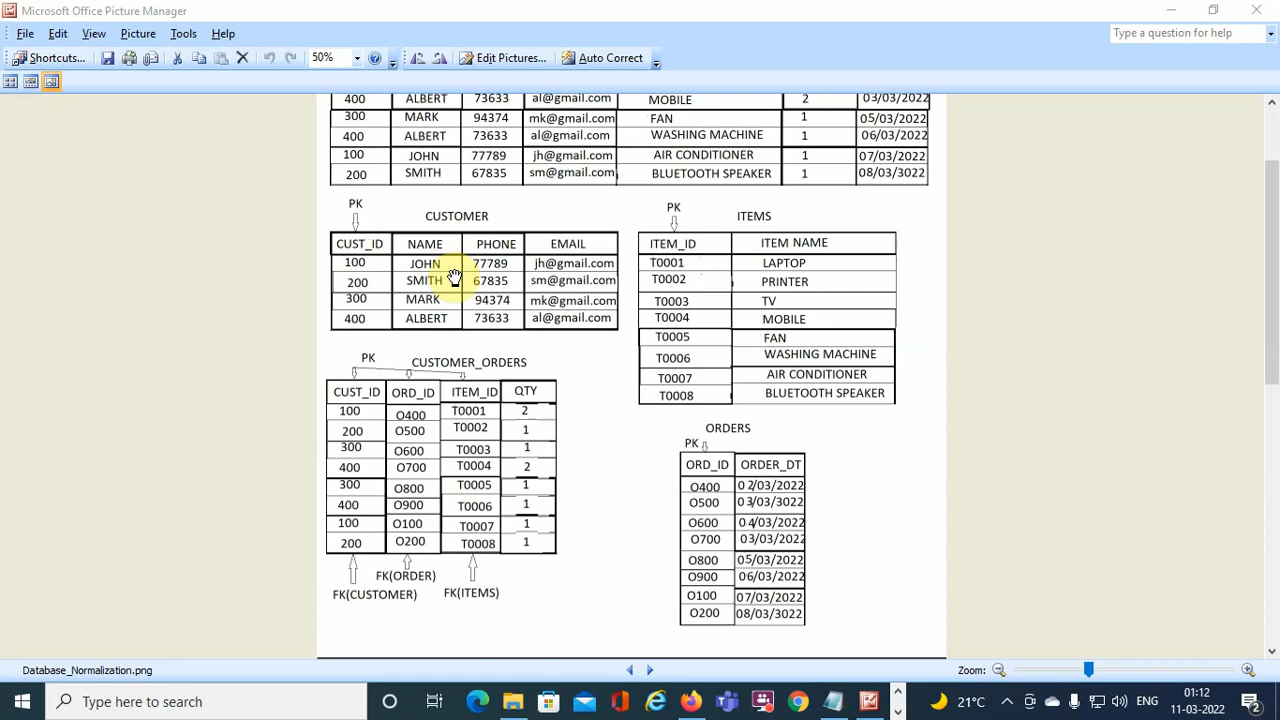 Microsoft Office Picture Manager
File Edit View Picture Tools Help
Type a question for help
Shortcuts... 50% Edit Pictures... Auto Correct
400 ALBERT 73633 al@gmail.com MOBILE 2 03/03/2022
300 MARK 94374 mk@gmail.com FAN 1 05/03/2022
400 ALBERT 73633 al@gmail.com WASHING MACHINE 1 06/03/2022
100 JOHN 77789 jh@gmail.com AIR CONDITIONER 1 07/03/2022
200 SMITH 67835 sm@gmail.com BLUETOOTH SPEAKER 1 08/03/3022
PK
CUSTOMER
CUST_ID NAME PHONE EMAIL
100 JOHN 77789 jh@gmail.com
200 SMITH 67835 sm@gmail.com
300 MARK 94374 mk@gmail.com
400 ALBERT 73633 al@gmail.com
PK
ITEMS
ITEM_ID ITEM NAME
T0001 LAPTOP
T0002 PRINTER
T0003 TV
T0004 MOBILE
T0005 FAN
T0006 WASHING MACHINE
T0007 AIR CONDITIONER
T0008 BLUETOOTH SPEAKER
PK
CUSTOMER_ORDERS
CUST_ID ORD_ID ITEM_ID QTY
100 O400 T0001 2
200 O500 T0002 1
300 O600 T0003 1
400 O700 T0004 2
300 O800 T0005 1
400 O900 T0006 1
100 O100 T0007 1
200 O200 T0008 1
FK(CUSTOMER) FK(ORDER) FK(ITEMS)
ORDERS
PK
ORD_ID ORDER_DT
O400 02/03/2022
O500 03/03/3022
O600 04/03/2022
O700 03/03/2022
O800 05/03/2022
O900 06/03/2022
O100 07/03/2022
O200 08/03/3022
Database_Normalization.png
Zoom:
Type here to search
21°C
ENG
01:12
11-03-2022
2